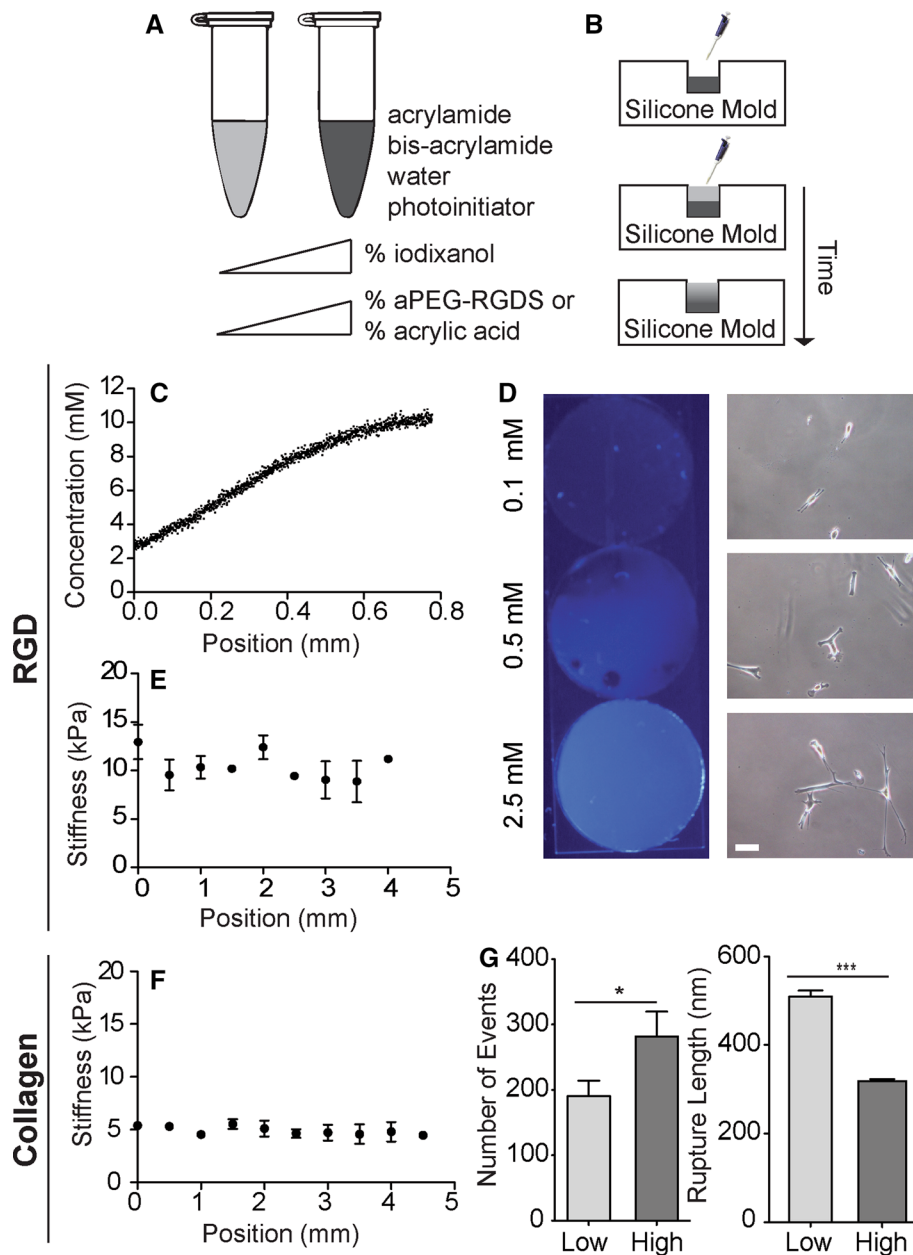 A
acrylamide
bis-acrylamide
water
photoinitiator
% iodixanol
% aPEG-RGDS or
% acrylic acid
B
Silicone Mold
Silicone Mold
Silicone Mold
Time
RGD
C
Concentration (mM)
12
10
8
6
4
2
0
0.0 0.2 0.4 0.6 0.8
Position (mm)
D
0.1 mM
0.5 mM
2.5 mM
E
Stiffness (kPa)
20
15
10
5
0
0 1 2 3 4 5
Position (mm)
Collagen
F
Stiffness (kPa)
20
15
10
5
0
0 1 2 3 4 5
Position (mm)
G
Number of Events
400
300
200
100
0
*
Low High
Rupture Length (nm)
600
400
200
0
***
Low High